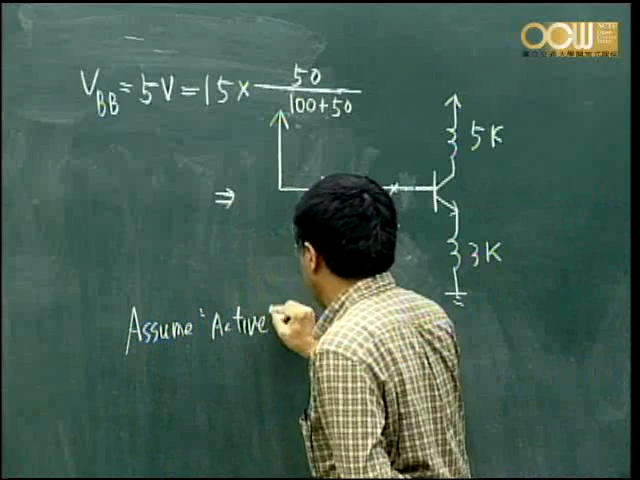 V_BB = 5V = 15 × 50 / (100+50)
5K
⇒
3K
Assume: Active
OCW